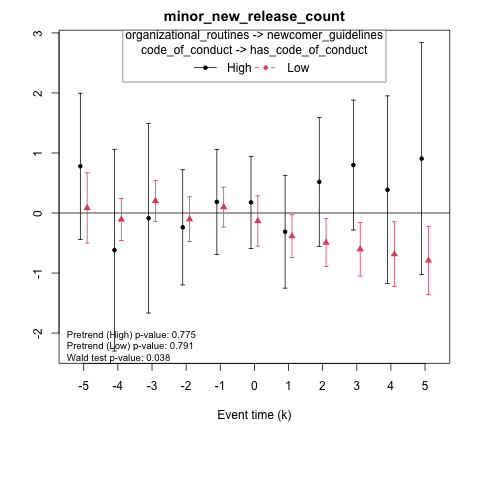 minor_new_release_count
organizational_routines -> newcomer_guidelines
code_of_conduct -> has_code_of_conduct
High Low
3
2
1
0
-1
-2
Pretrend (High) p-value: 0.775
Pretrend (Low) p-value: 0.791
Wald test p-value: 0.038
-5 -4 -3 -2 -1 0 1 2 3 4 5
Event time (k)